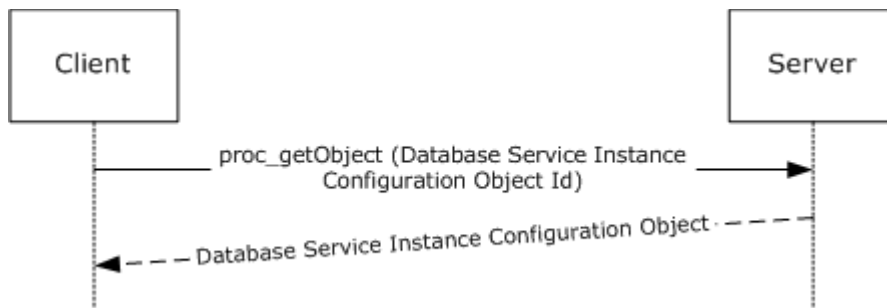 Client
Server
proc_getObject (Database Service Instance
Configuration Object Id)
Database Service Instance Configuration Object